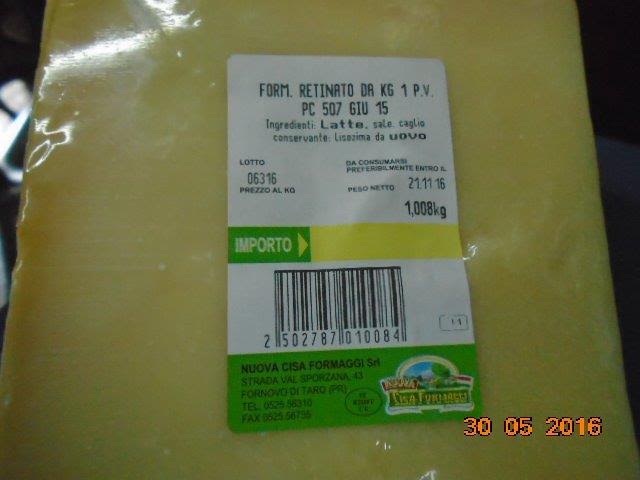 FORM. RETINATO DA KG 1 P.V.
PC 507 GIU 15
Ingredienti: Latte, sale, caglio
conservante: Lisozima da uovo
LOTTO
06316
DA CONSUMARSI
PREFERIBILMENTE ENTRO IL
21.11 16
PREZZO AL KG
PESO NETTO
1,008kg
IMPORTO
2 502787 010084
NUOVA CISA FORMAGGI Srl
STRADA VAL SPORZANA, 43
FORNOVO DI TARO (PR)
TEL. 0525.56310
FAX 0525.56755
CISA FORMAGGI
30 05 2016